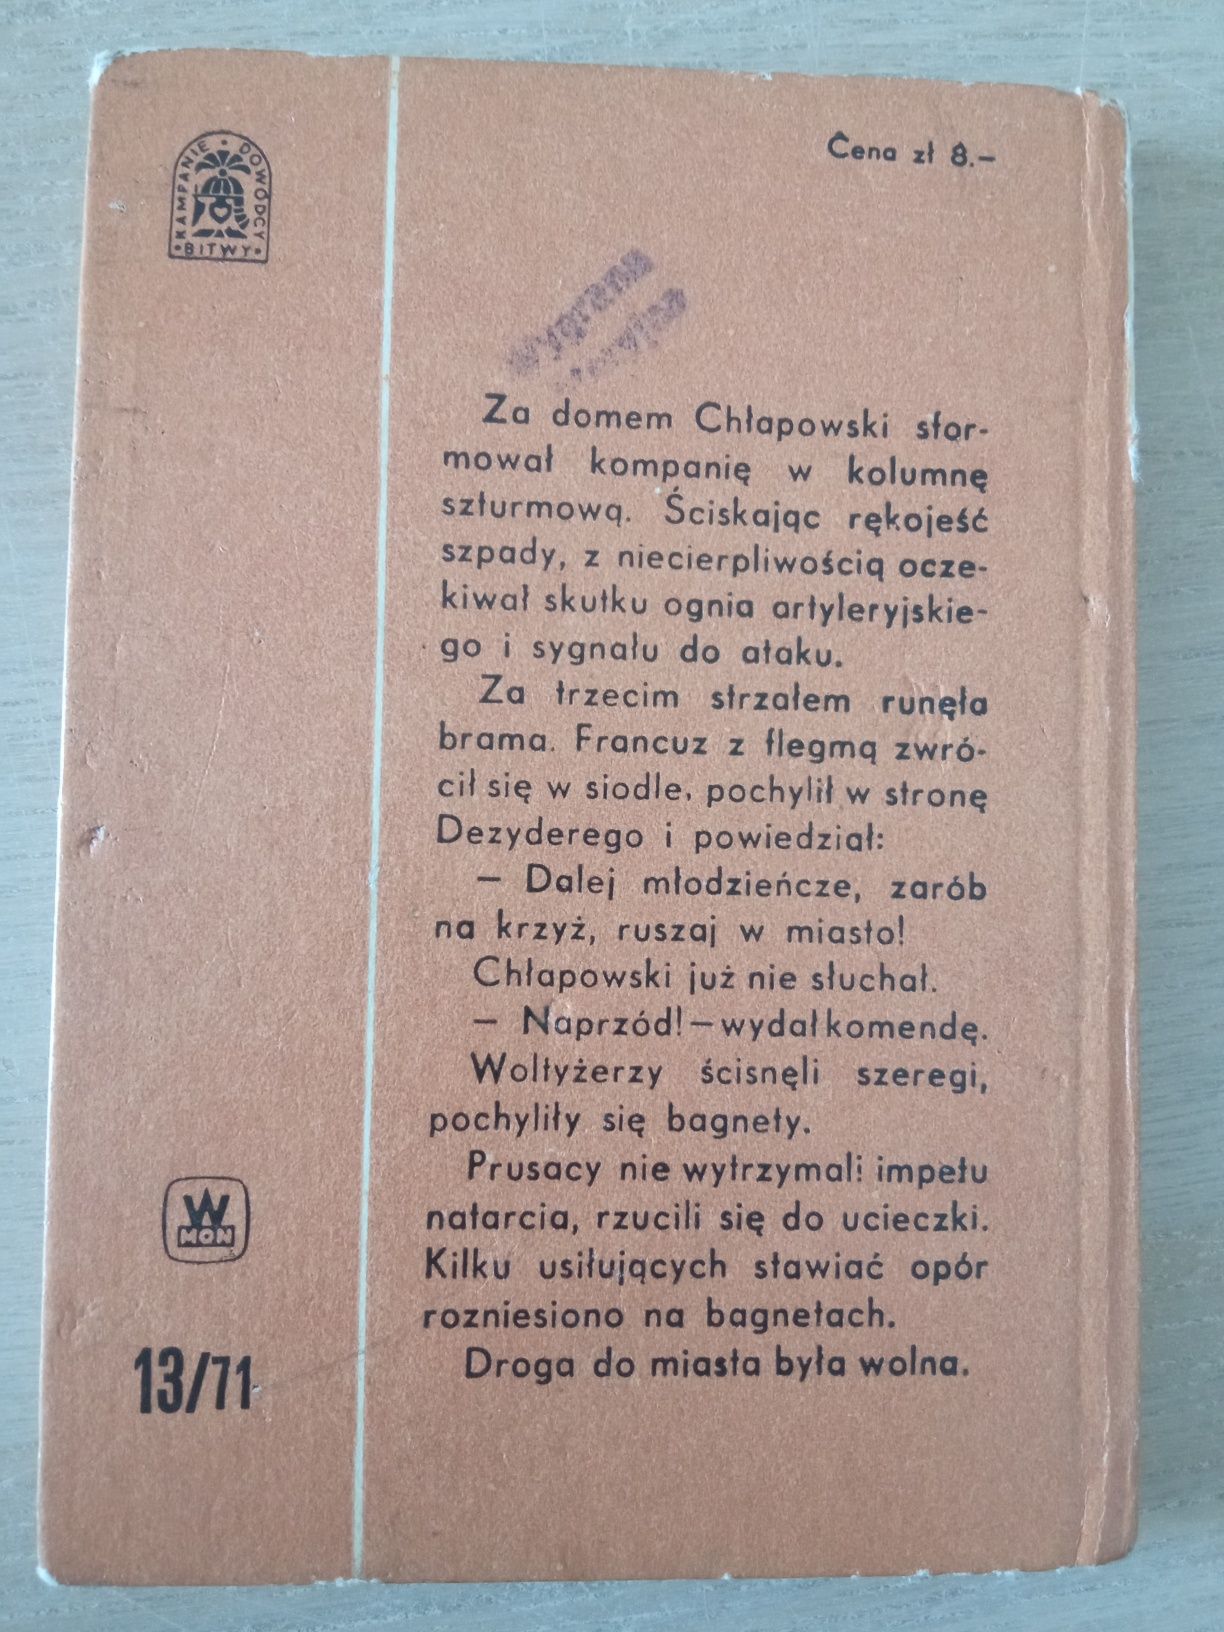 KAMPANIE • DOWÓDCY
•BITWY•
Cena zł 8.-
Za domem Chłapowski sfor-
mował kompanię w kolumnę
szturmową. Ściskając rękojeść
szpady, z niecierpliwością ocze-
kiwał skutku ognia artyleryjskie-
go i sygnału do ataku.
Za trzecim strzałem runęła
brama. Francuz z flegmą zwró-
cił się w siodle, pochylił w stronę
Dezyderego i powiedział:
— Dalej młodzieńcze, zarób
na krzyż, ruszaj w miasto!
Chłapowski już nie słuchał.
— Naprzód! — wydał komendę.
Woltyżerzy ścisnęli szeregi,
pochyliły się bagnety.
Prusacy nie wytrzymali impetu
natarcia, rzucili się do ucieczki.
Kilku usiłujących stawiać opór
rozniesiono na bagnetach.
Droga do miasta była wolna.
W
MON
13/71